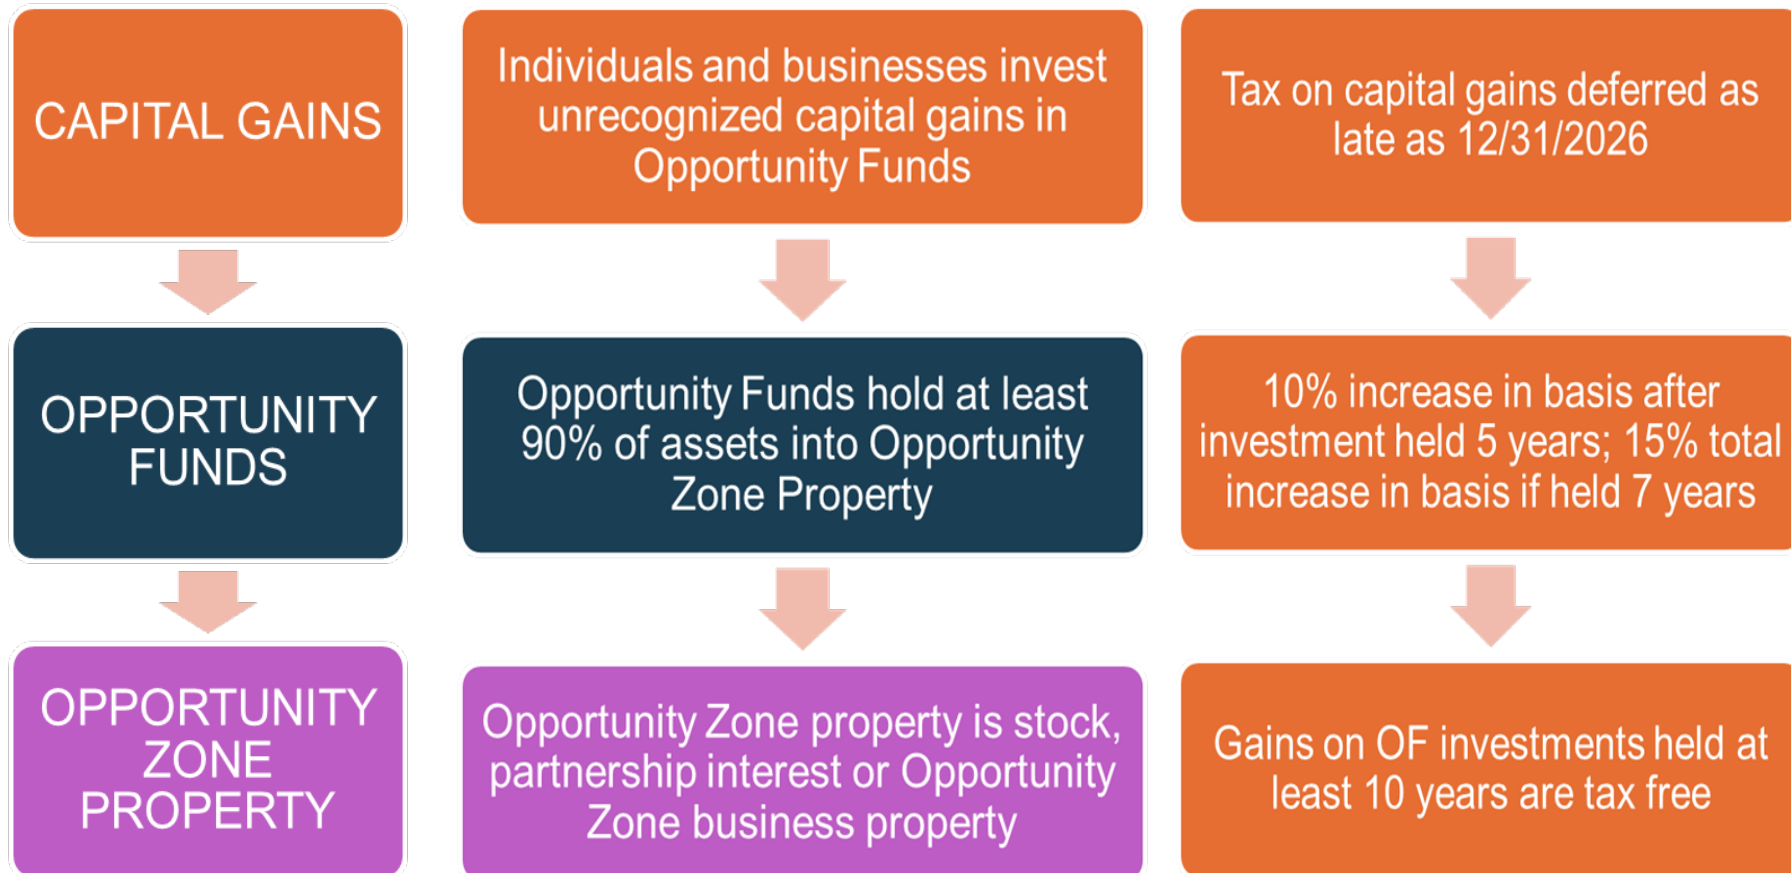 CAPITAL GAINS
Individuals and businesses invest
unrecognized capital gains in
Opportunity Funds
Tax on capital gains deferred as
late as 12/31/2026
OPPORTUNITY
FUNDS
Opportunity Funds hold at least
90% of assets into Opportunity
Zone Property
10% increase in basis after
investment held 5 years; 15% total
increase in basis if held 7 years
OPPORTUNITY
ZONE
PROPERTY
Opportunity Zone property is stock,
partnership interest or Opportunity
Zone business property
Gains on OF investments held at
least 10 years are tax free